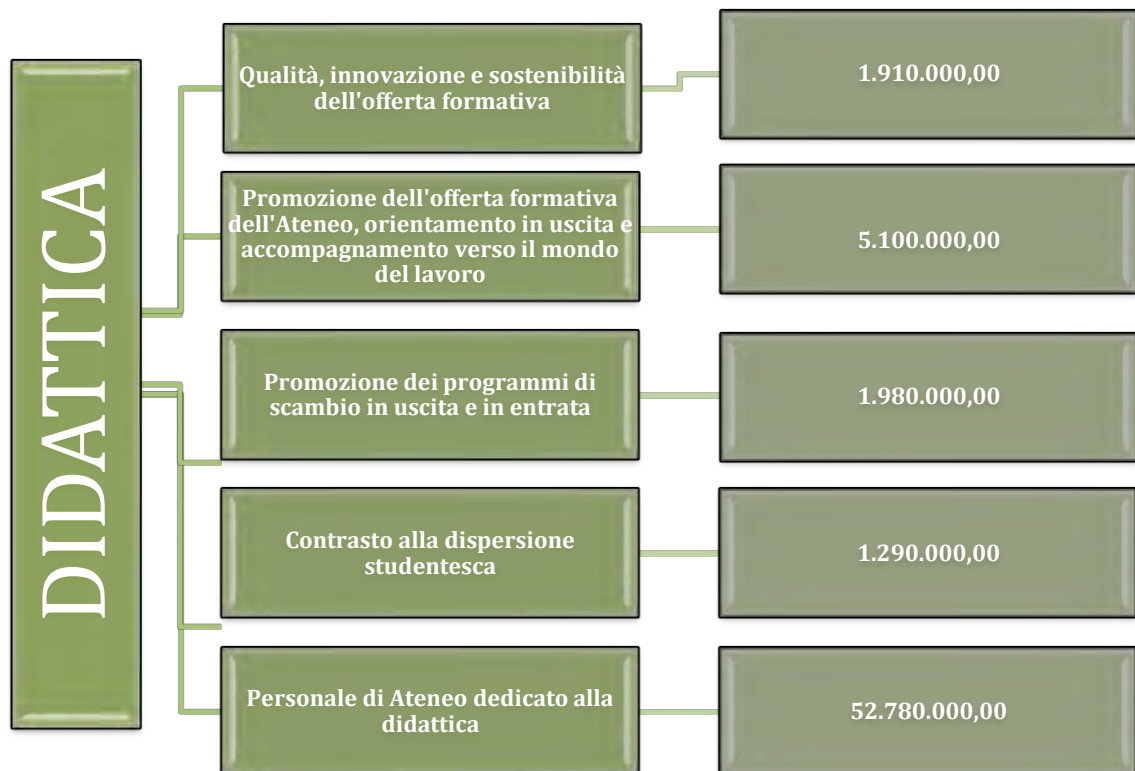 DIDATTICA
Qualità, innovazione e sostenibilità
dell'offerta formativa
1.910.000,00
Promozione dell'offerta formativa
dell'Ateneo, orientamento in uscita e
accompagnamento verso il mondo
del lavoro
5.100.000,00
Promozione dei programmi di
scambio in uscita e in entrata
1.980.000,00
Contrasto alla dispersione
studentesca
1.290.000,00
Personale di Ateneo dedicato alla
didattica
52.780.000,00